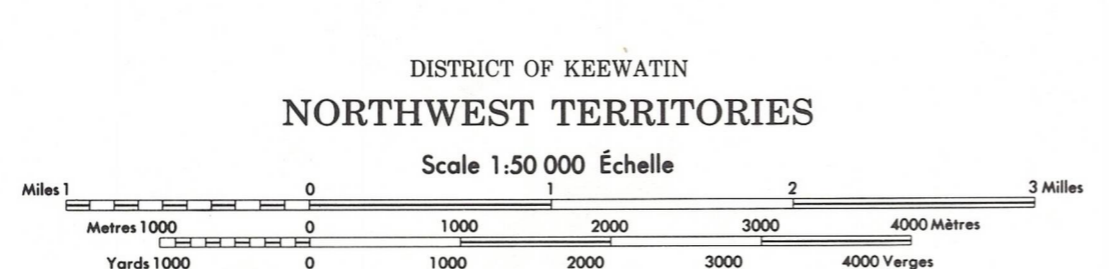 DISTRICT OF KEEWATIN
NORTHWEST TERRITORIES
Scale 1:50 000 Échelle
Miles 1 0 1 2 3 Milles
Metres 1000 0 1000 2000 3000 4000 Mètres
Yards 1000 0 1000 2000 3000 4000 Verges